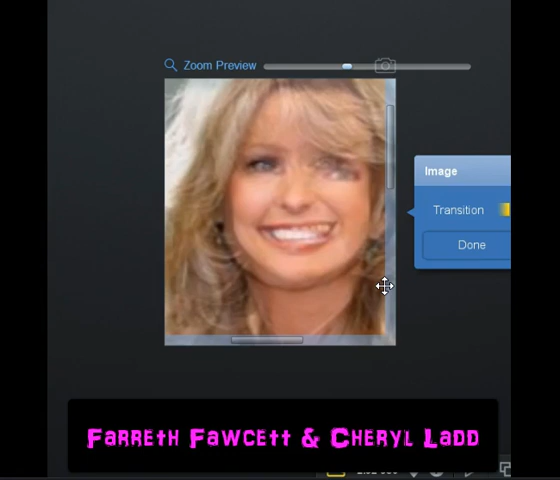 Zoom Preview
Image
Transition
Done
Farreth Fawcett & Cheryl Ladd